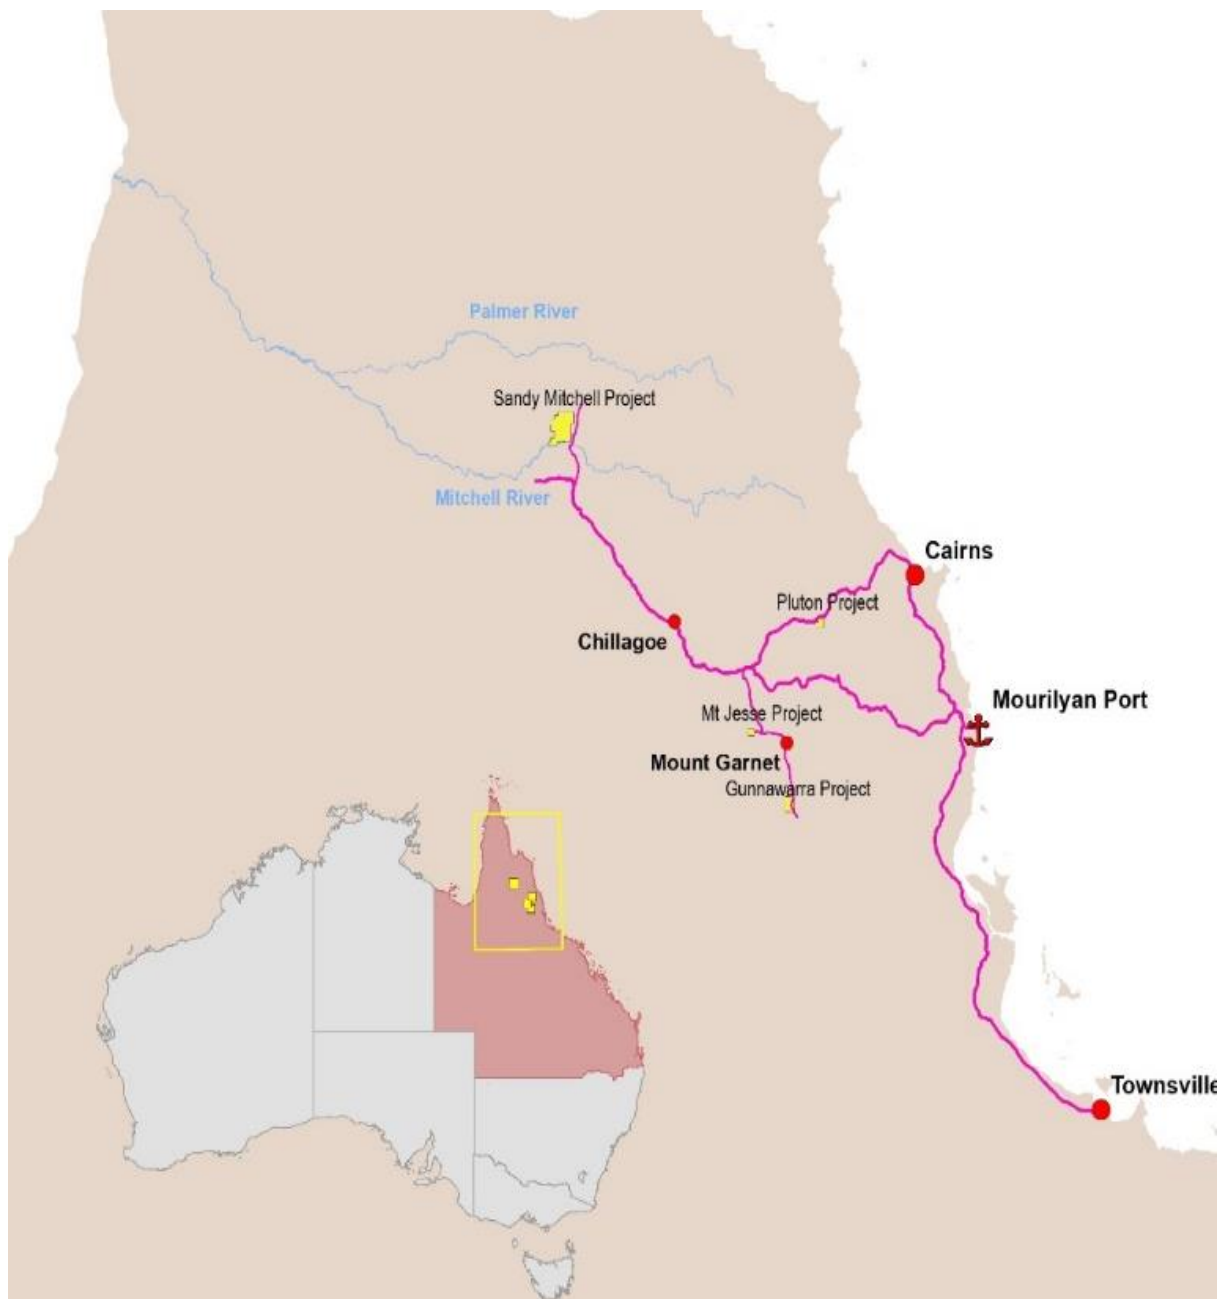 Palmer River
Sandy Mitchell Project
Mitchell River
Cairns
Pluton Project
Chillagoe
Mourilyan Port
Mt Jesse Project
Mount Garnet
Gunnawarra Project
Townsville